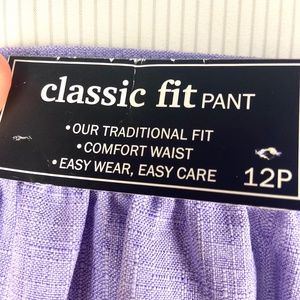 classic fit PANT
• OUR TRADITIONAL FIT
• COMFORT WAIST
• EASY WEAR, EASY CARE
12P